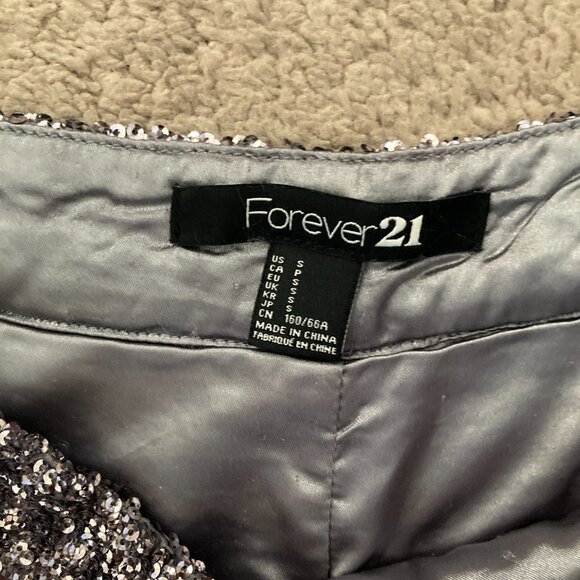 Forever21
US S
CA P
EU S
UK S
KR S
JP S
CN 160/66A
MADE IN CHINA
FABRIQUÉ EN CHINE